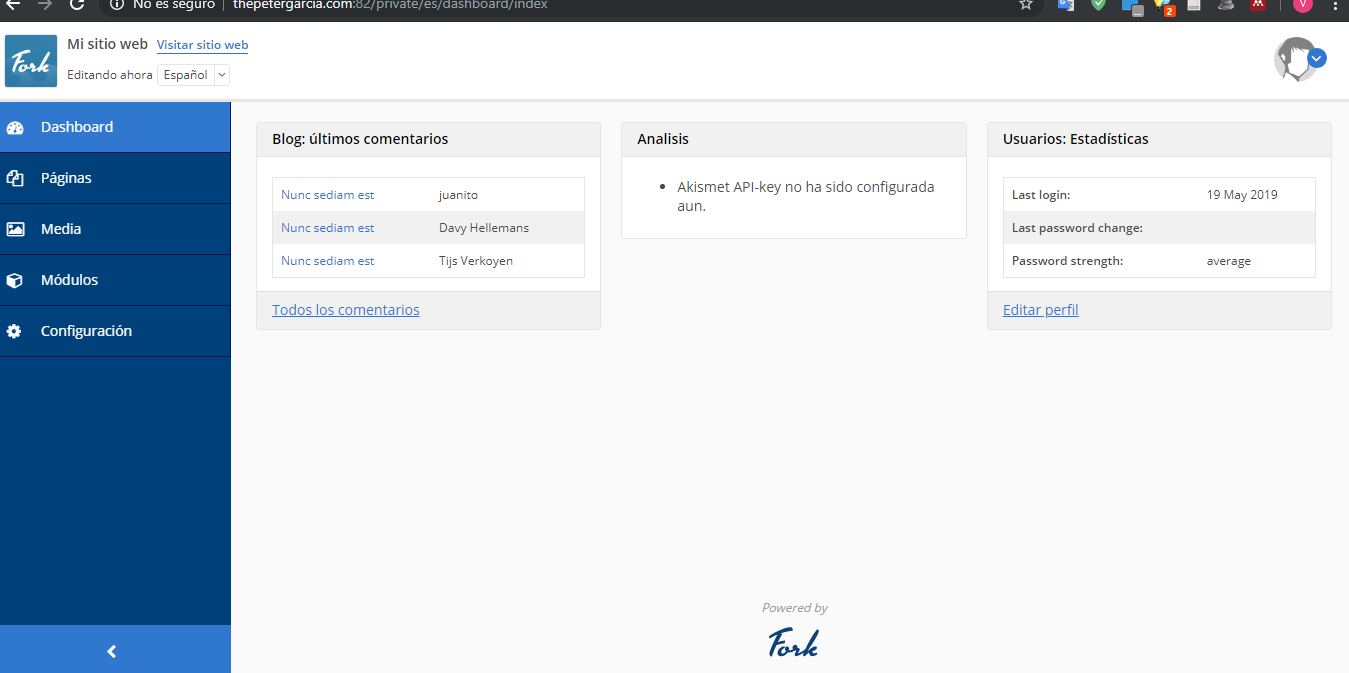 No es seguro | thepetergarcia.com:82/private/es/dashboard/index
2
V
Fork
Mi sitio web Visitar sitio web
Editando ahora Español
Dashboard
Páginas
Media
Módulos
Configuración
Blog: últimos comentarios
Nunc sediam est juanito
Nunc sediam est Davy Hellemans
Nunc sediam est Tijs Verkoyen
Todos los comentarios
Analisis
• Akismet API-key no ha sido configurada
aun.
Usuarios: Estadísticas
Last login: 19 May 2019
Last password change:
Password strength: average
Editar perfil
Powered by
Fork